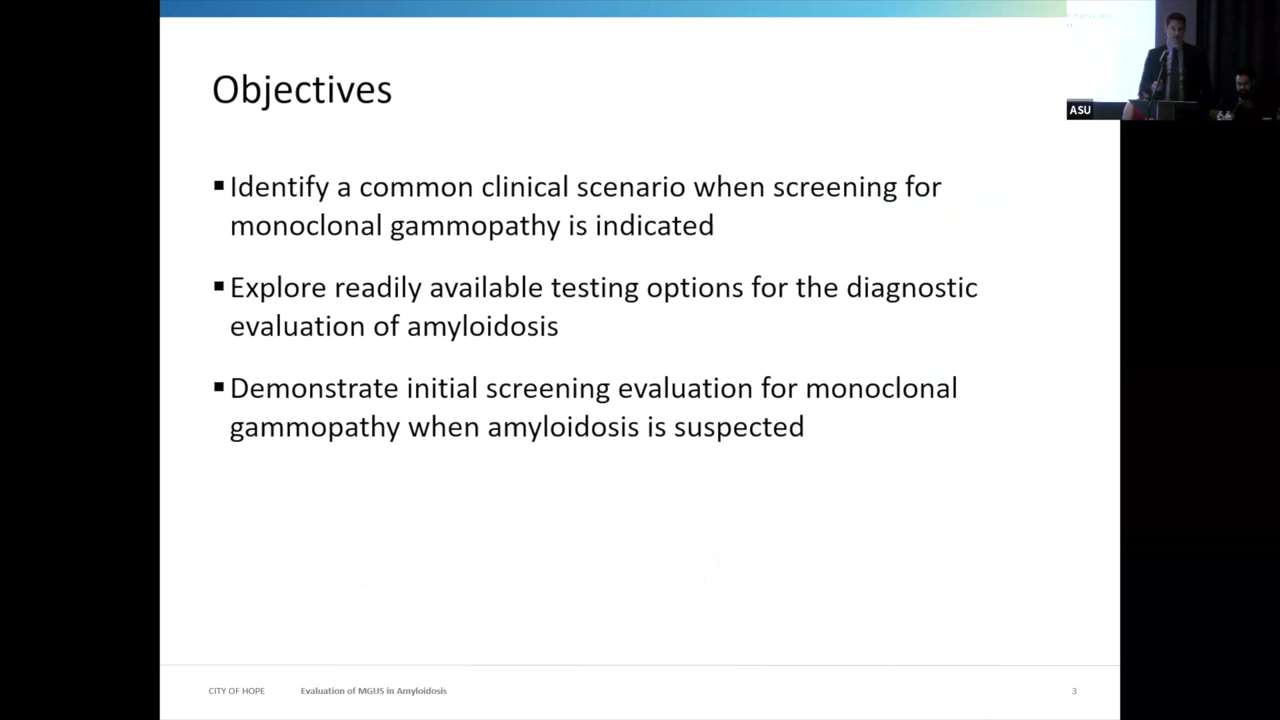 Objectives
ASU
▪ Identify a common clinical scenario when screening for
monoclonal gammopathy is indicated
▪ Explore readily available testing options for the diagnostic
evaluation of amyloidosis
▪ Demonstrate initial screening evaluation for monoclonal
gammopathy when amyloidosis is suspected
CITY OF HOPE Evaluation of MGUS in Amyloidosis 3